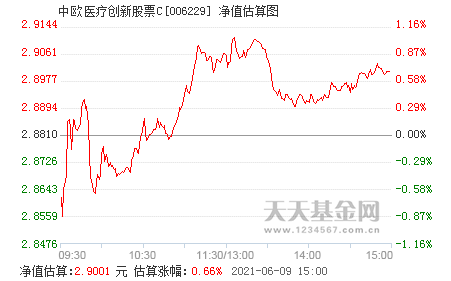 中欧医疗创新股票C[006229] 净值估算图
2.9144 1.16%
2.9061 0.87%
2.8977 0.58%
2.8894 0.29%
2.8810 0.00%
2.8726 -0.29%
2.8643 -0.58%
2.8559 -0.87%
2.8476 -1.16%
天天基金网
www.1234567.com.cn
09:30 10:30 11:30/13:00 14:00 15:00
净值估算:2.9001 元 估算涨幅: 0.66% 2021-06-09 15:00